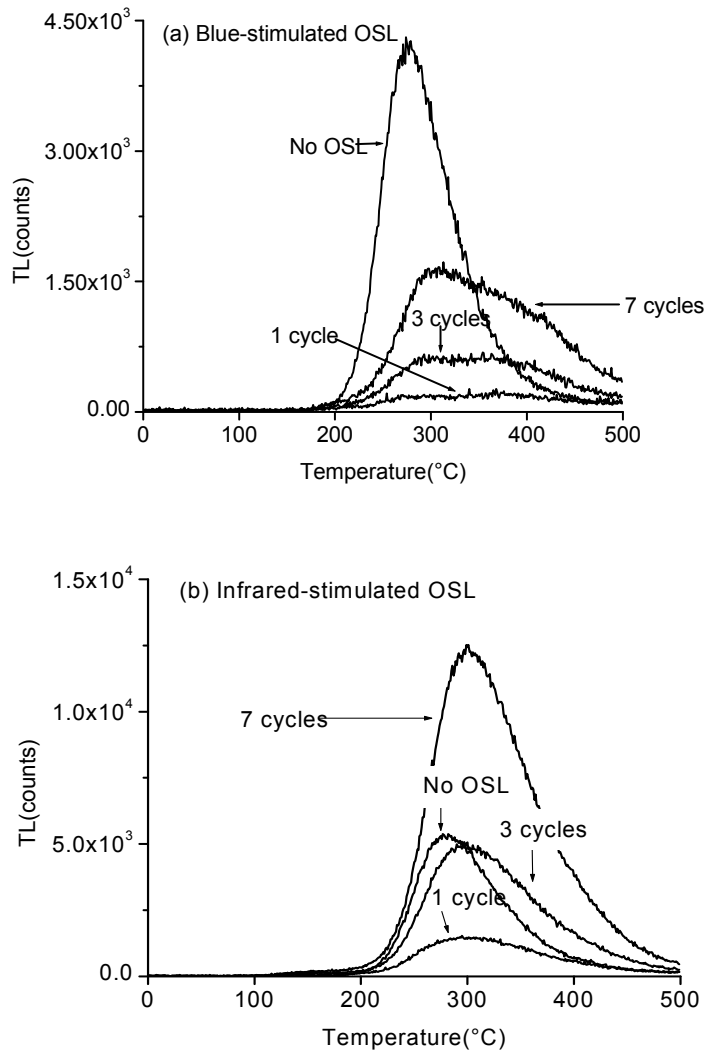 (a) Blue-stimulated OSL
4.50x10³
3.00x10³
1.50x10³
0.00
TL(counts)
No OSL
7 cycles
3 cycles
1 cycle
0 100 200 300 400 500
Temperature(°C)
(b) Infrared-stimulated OSL
1.5x10⁴
1.0x10⁴
5.0x10³
0.0
TL(counts)
7 cycles
No OSL
3 cycles
1 cycle
0 100 200 300 400 500
Temperature(°C)